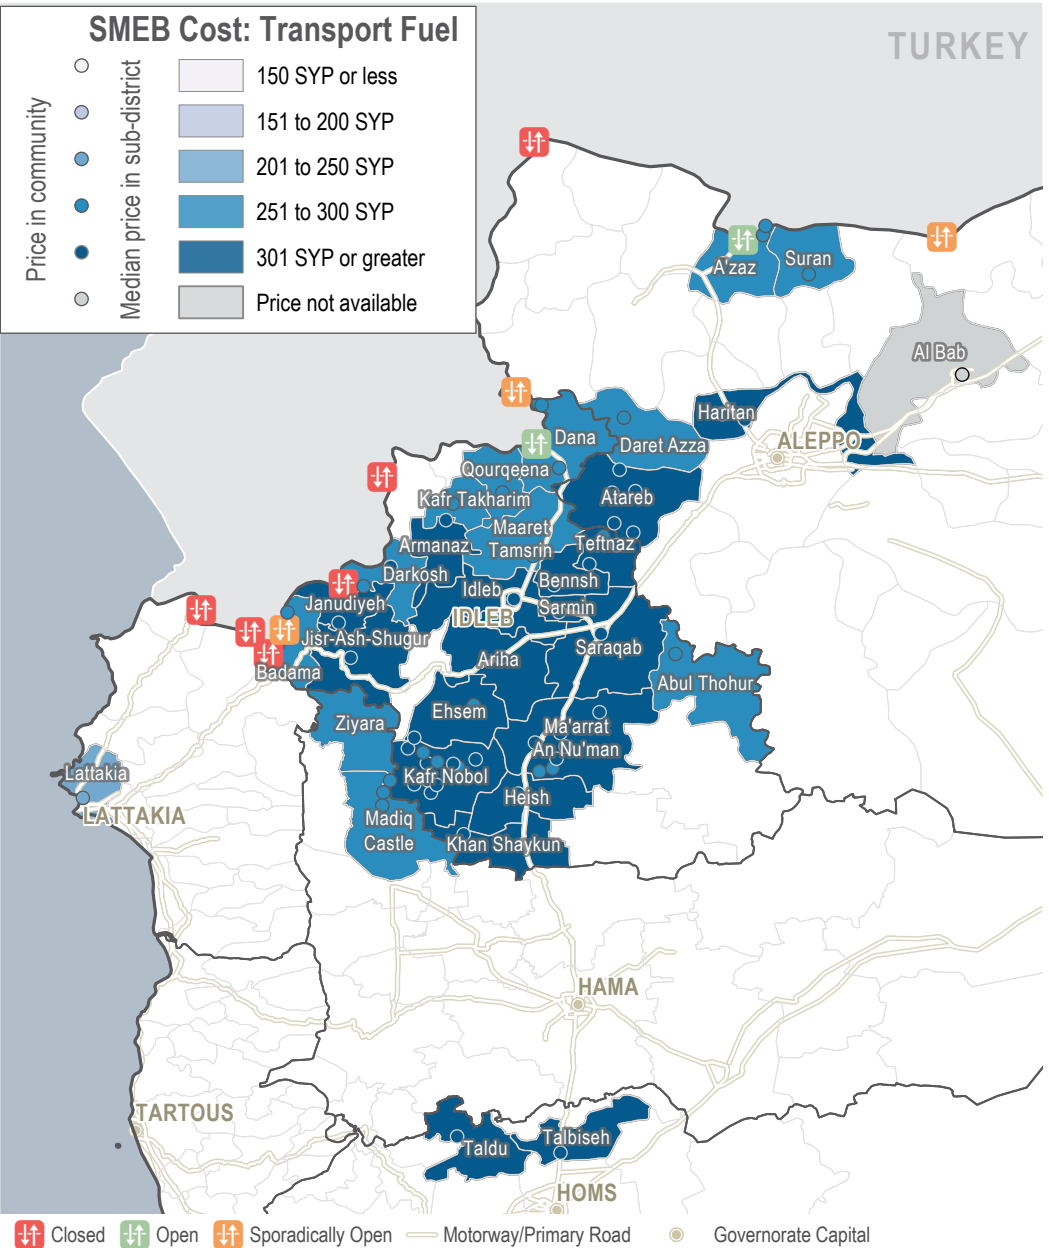 SMEB Cost: Transport Fuel
Price in community
Median price in sub-district
150 SYP or less
151 to 200 SYP
201 to 250 SYP
251 to 300 SYP
301 SYP or greater
Price not available
TURKEY
A'zaz
Suran
Al Bab
Haritan
ALEPPO
Dana
Daret Azza
Qourqeena
Kafr Takharim
Atareb
Maaret
Tamsrin
Teftnaz
Armanaz
Darkosh
Bennsh
Idleb
Janudiyeh
Sarmin
IDLEB
Jisr-Ash-Shugur
Saraqab
Ariha
Badama
Abul Thohur
Ehsem
Ziyara
Ma'arrat
An Nu'man
Lattakia
Kafr Nobol
Heish
LATTAKIA
Madiq
Castle
Khan Shaykun
HAMA
TARTOUS
Taldu
Talbiseh
HOMS
Closed
Open
Sporadically Open
Motorway/Primary Road
Governorate Capital